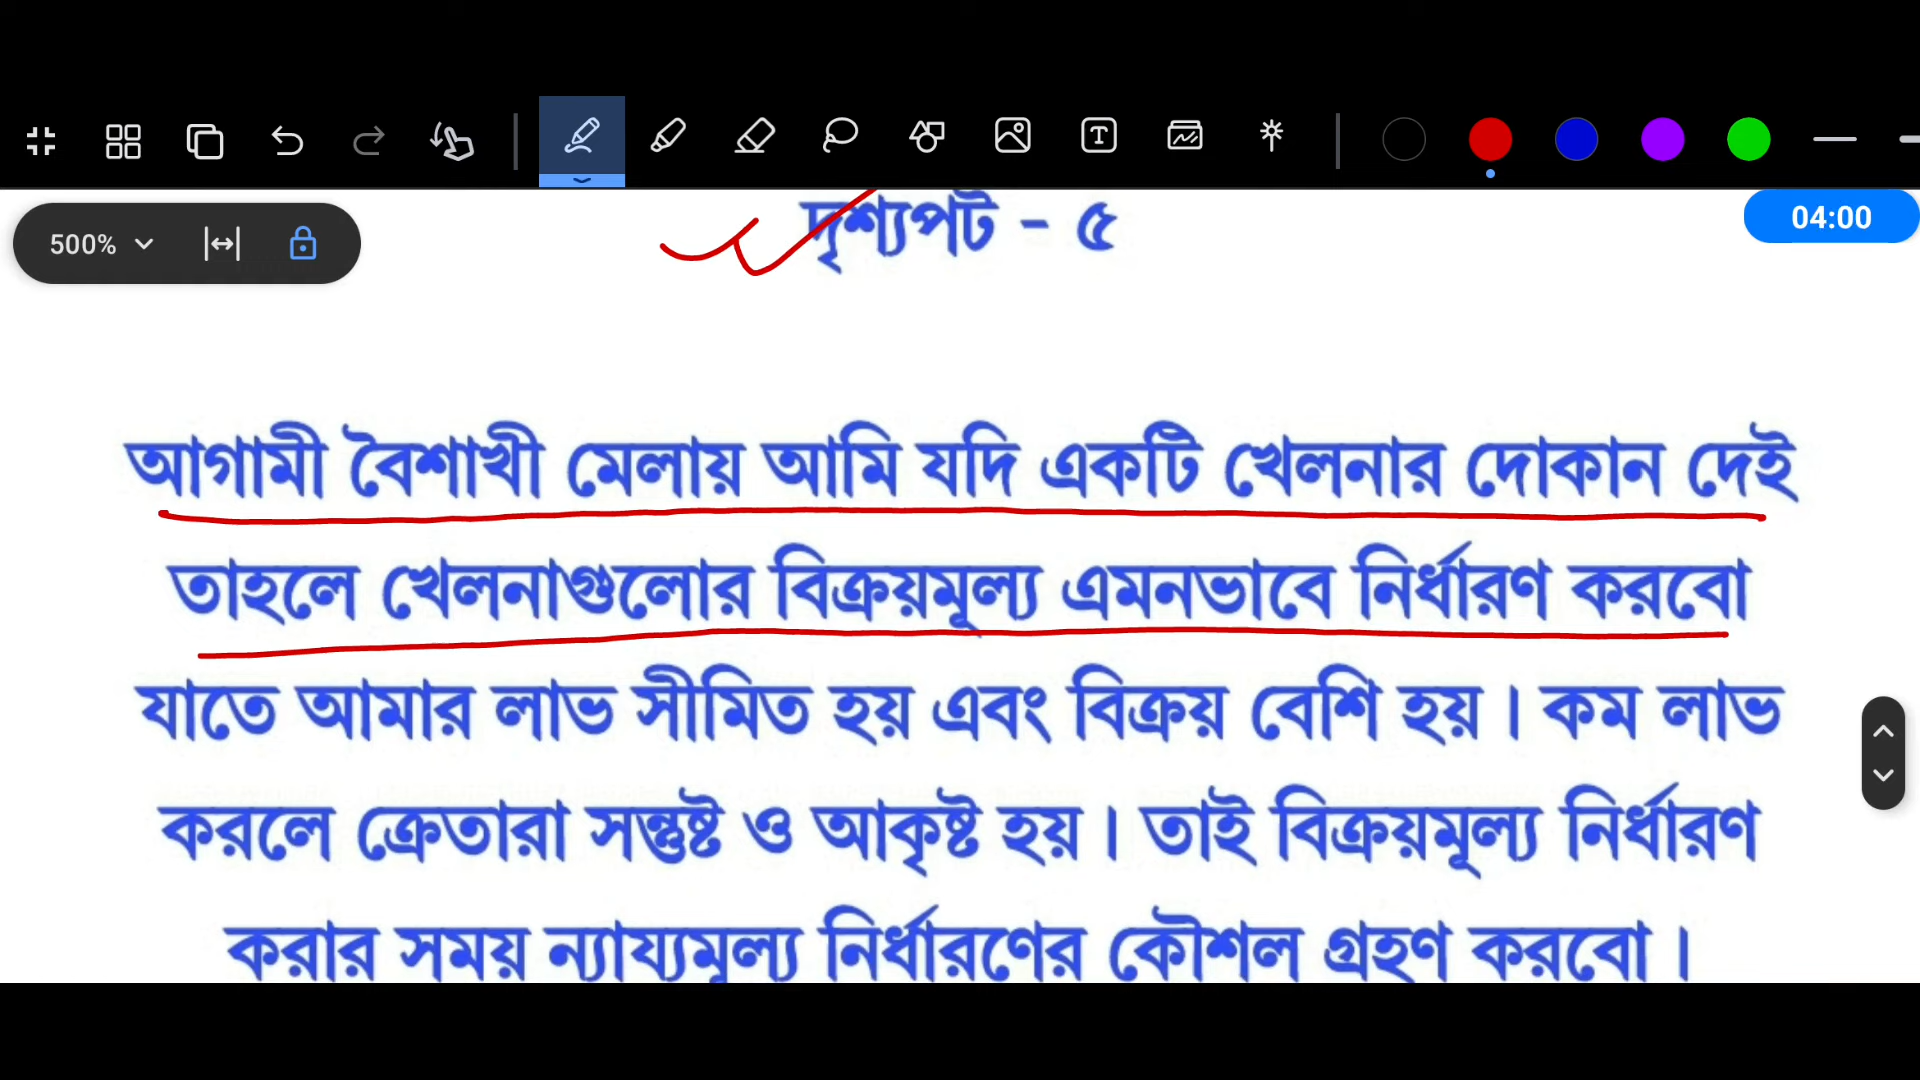 500%
04:00
দৃশ্যপট - ৫
আগামী বৈশাখী মেলায় আমি যদি একটি খেলনার দোকান দেই
তাহলে খেলনাগুলোর বিক্রয়মূল্য এমনভাবে নির্ধারণ করবো
যাতে আমার লাভ সীমিত হয় এবং বিক্রয় বেশি হয়। কম লাভ
করলে ক্রেতারা সন্তুষ্ট ও আকৃষ্ট হয়। তাই বিক্রয়মূল্য নির্ধারণ
করার সময় ন্যায্যমূল্য নির্ধারণের কৌশল গ্রহণ করবো।